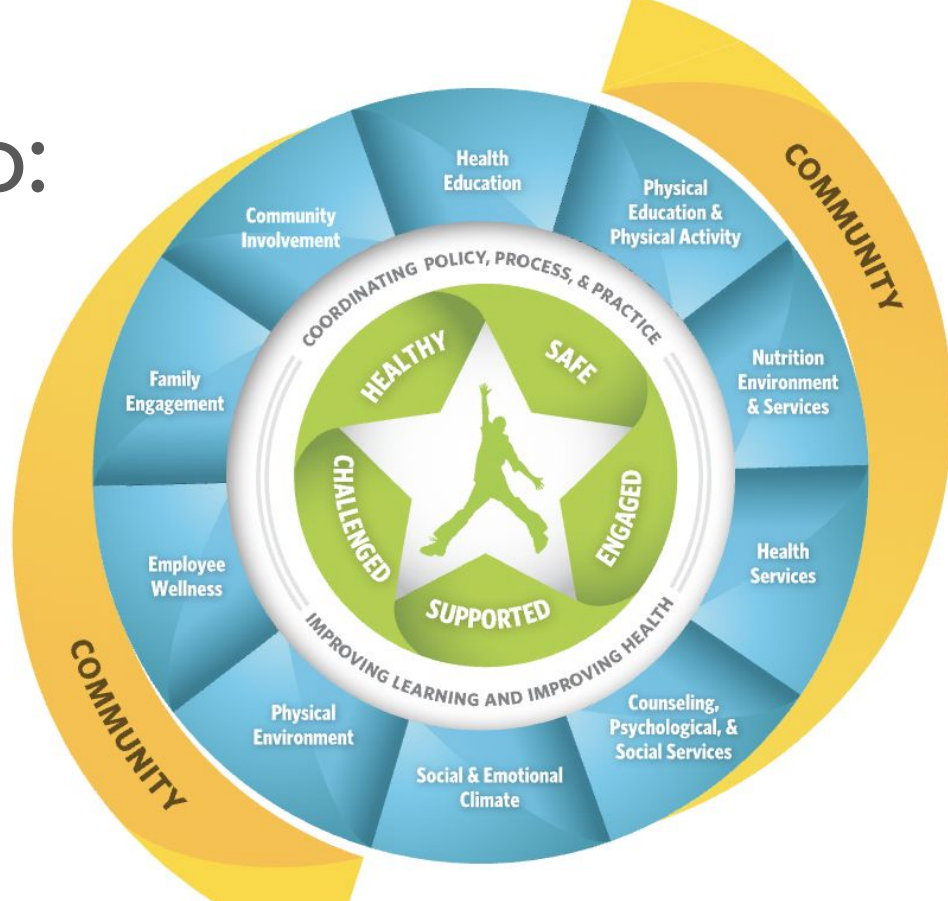 o:
COMMUNITY
Health
Education
Physical
Education &
Physical Activity
Nutrition
Environment
& Services
Health
Services
Counseling,
Psychological, &
Social Services
Social & Emotional
Climate
Physical
Environment
Employee
Wellness
Family
Engagement
Community
Involvement
COORDINATING POLICY, PROCESS, & PRACTICE
IMPROVING LEARNING AND IMPROVING HEALTH
HEALTHY
SAFE
ENGAGED
SUPPORTED
CHALLENGED
COMMUNITY